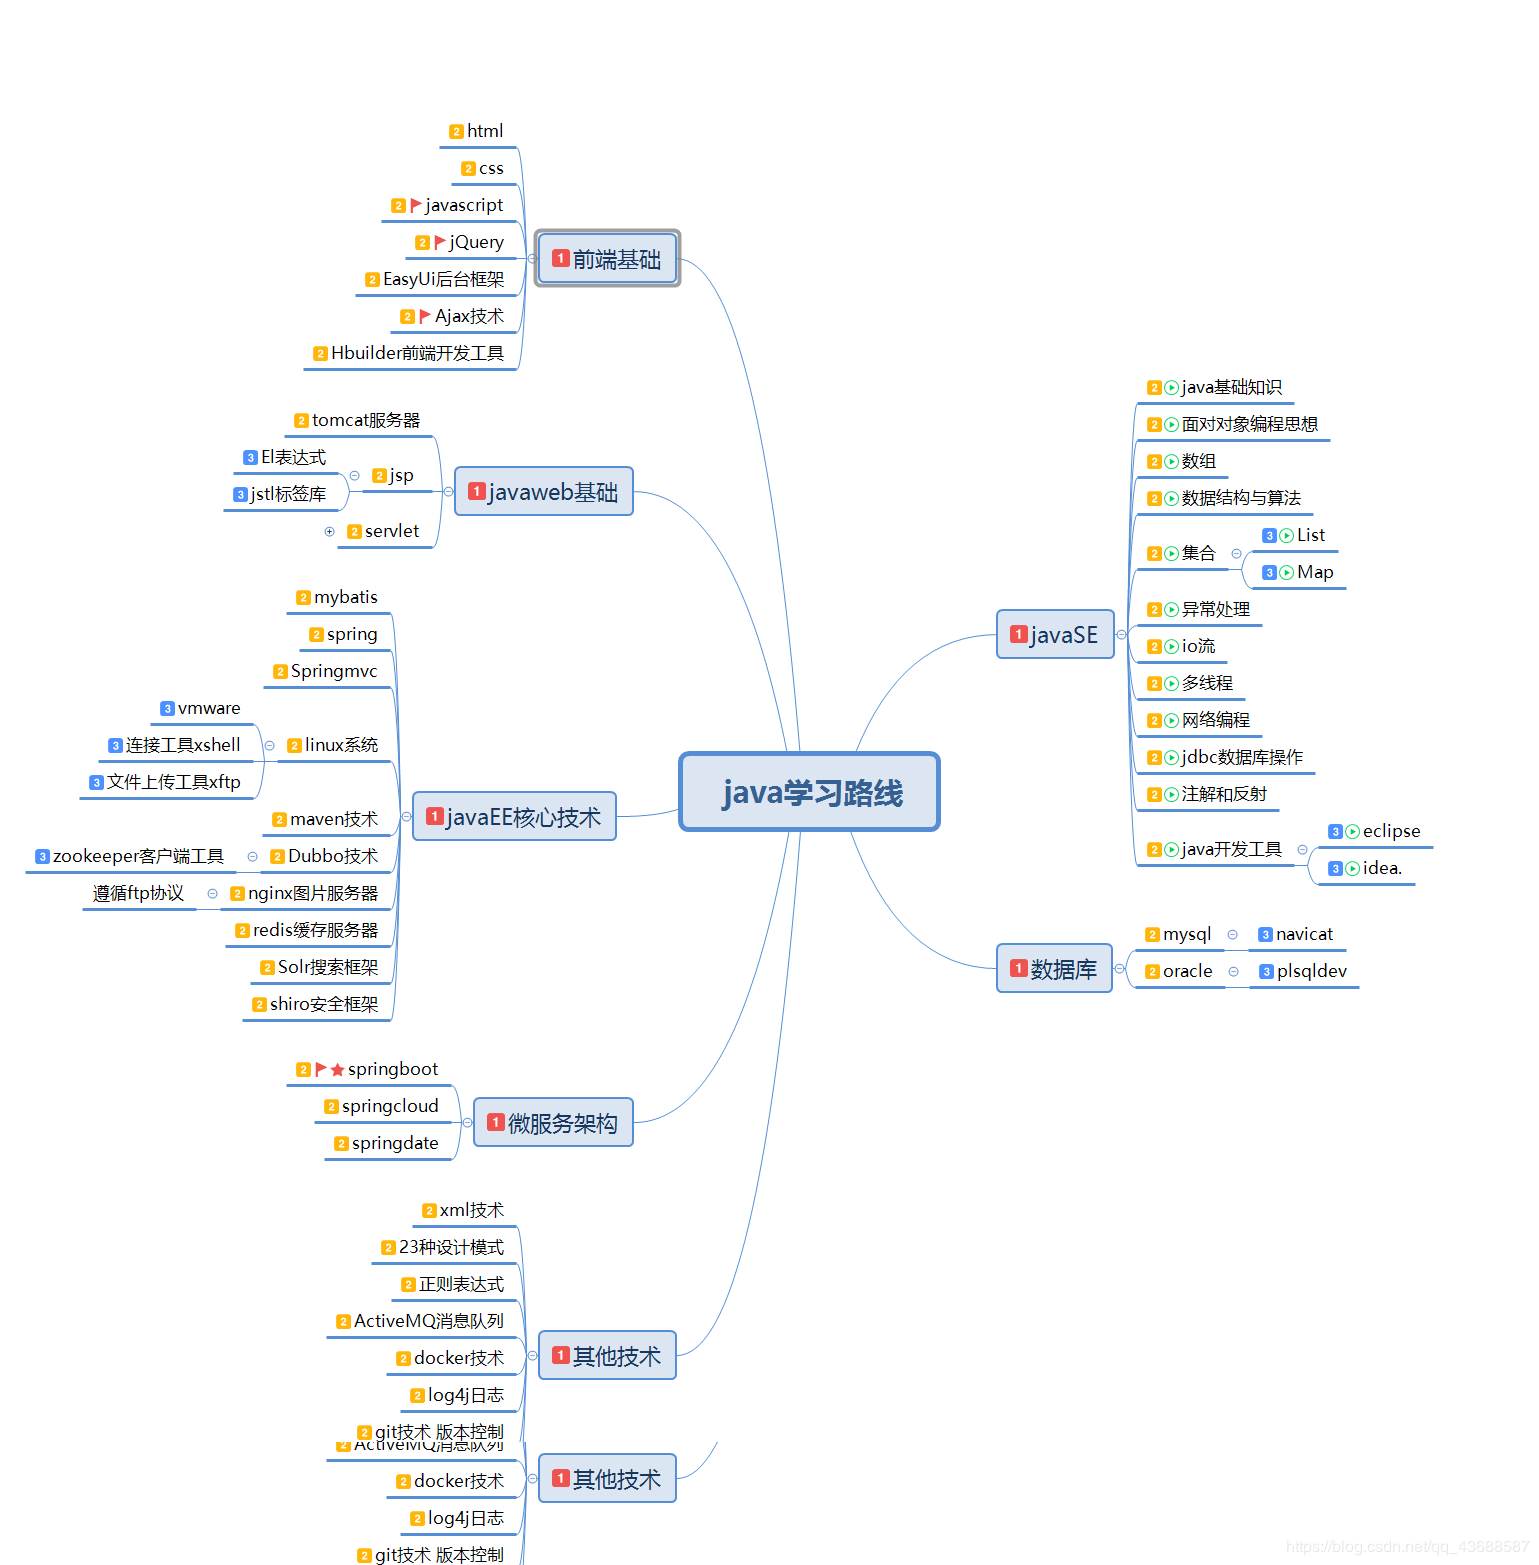 java学习路线
1 javaSE
2 java基础知识
2 面对对象编程思想
2 数组
2 数据结构与算法
2 集合
3 List
3 Map
2 异常处理
2 io流
2 多线程
2 网络编程
2 jdbc数据库操作
2 注解和反射
2 java开发工具
3 eclipse
3 idea.
1 数据库
2 mysql
3 navicat
2 oracle
3 plsqldev
1 前端基础
2 html
2 css
2 javascript
2 jQuery
2 EasyUi后台框架
2 Ajax技术
2 Hbuilder前端开发工具
1 javaweb基础
2 tomcat服务器
2 jsp
3 El表达式
3 jstl标签库
2 servlet
1 javaEE核心技术
2 mybatis
2 spring
2 Springmvc
2 linux系统
3 vmware
3 连接工具xshell
3 文件上传工具xftp
2 maven技术
2 Dubbo技术
3 zookeeper客户端工具
2 nginx图片服务器
遵循ftp协议
2 redis缓存服务器
2 Solr搜索框架
2 shiro安全框架
1 微服务架构
2 springboot
2 springcloud
2 springdate
1 其他技术
2 xml技术
2 23种设计模式
2 正则表达式
2 ActiveMQ消息队列
2 docker技术
2 log4j日志
2 git技术 版本控制
2 ActiveMQ消息队列
1 其他技术
2 docker技术
2 log4j日志
2 git技术 版本控制
https://blog.csdn.net/qq_43688587